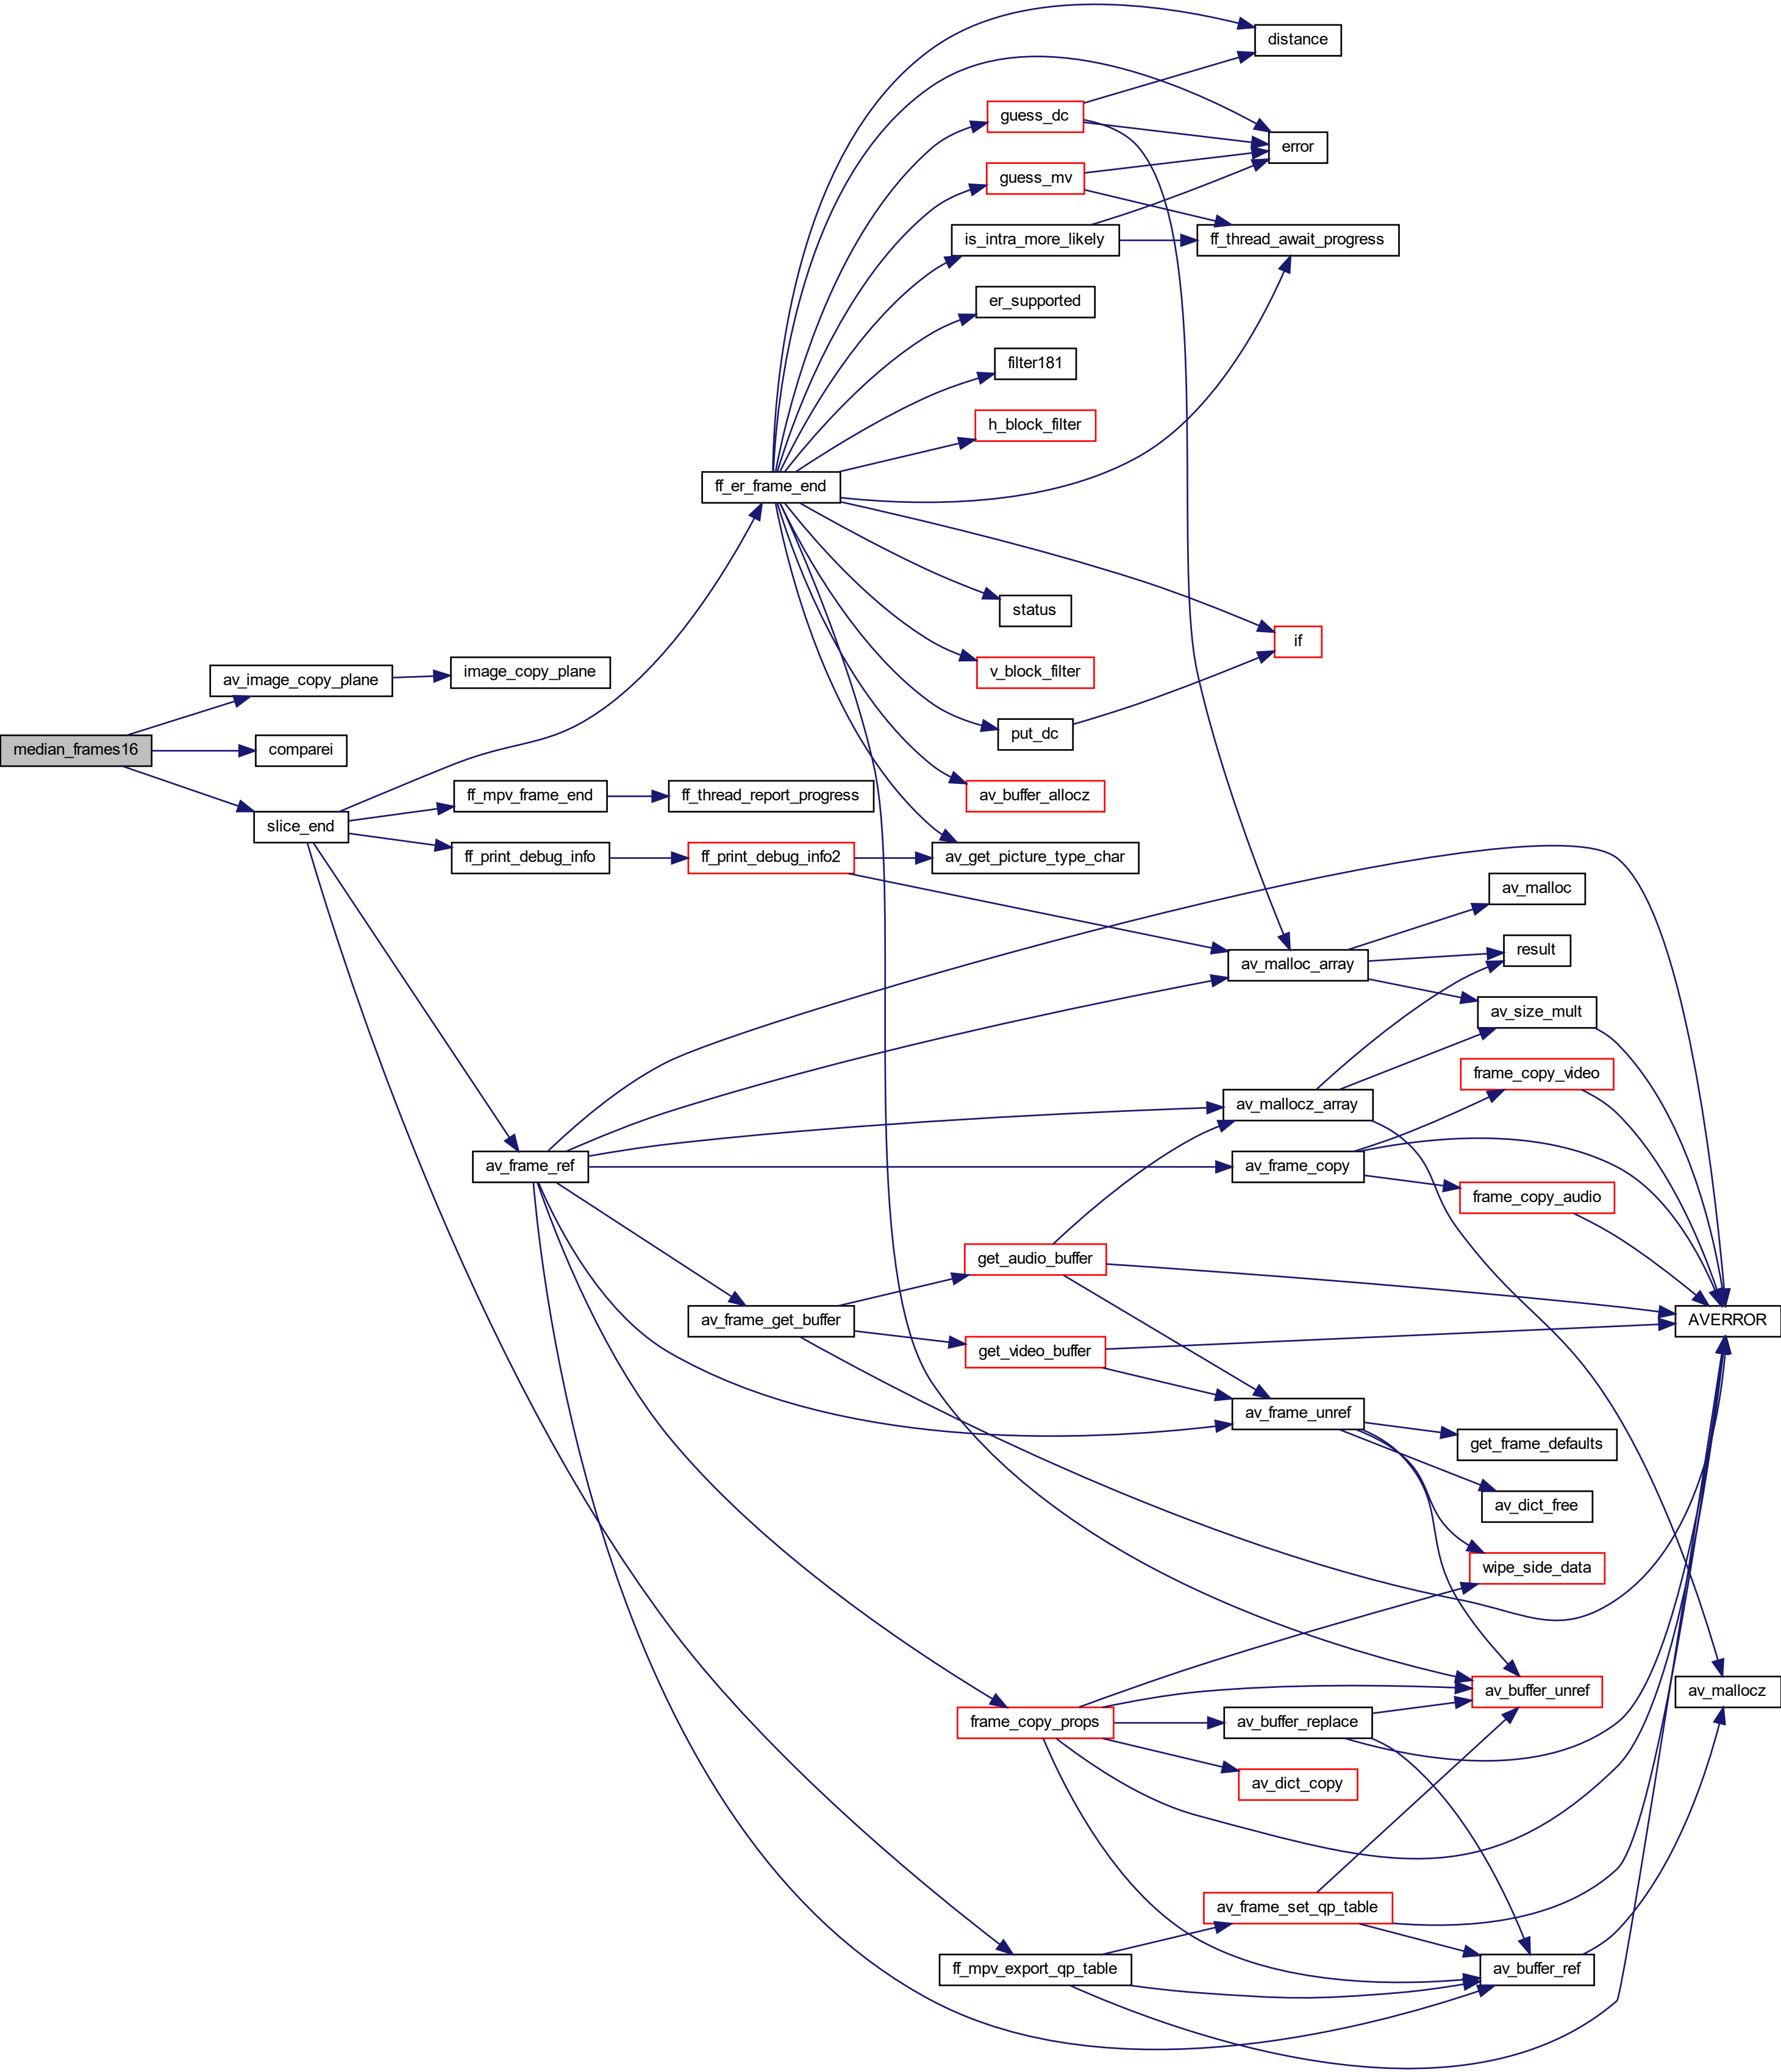 distance
guess_dc
error
guess_mv
is_intra_more_likely
ff_thread_await_progress
er_supported
filter181
h_block_filter
ff_er_frame_end
status
if
av_image_copy_plane
image_copy_plane
v_block_filter
put_dc
median_frames16
comparei
ff_mpv_frame_end
ff_thread_report_progress
av_buffer_allocz
slice_end
ff_print_debug_info
ff_print_debug_info2
av_get_picture_type_char
av_malloc
result
av_malloc_array
av_size_mult
frame_copy_video
av_mallocz_array
av_frame_ref
av_frame_copy
frame_copy_audio
get_audio_buffer
av_frame_get_buffer
AVERROR
get_video_buffer
av_frame_unref
get_frame_defaults
av_dict_free
wipe_side_data
av_buffer_unref
av_mallocz
frame_copy_props
av_buffer_replace
av_dict_copy
av_frame_set_qp_table
ff_mpv_export_qp_table
av_buffer_ref